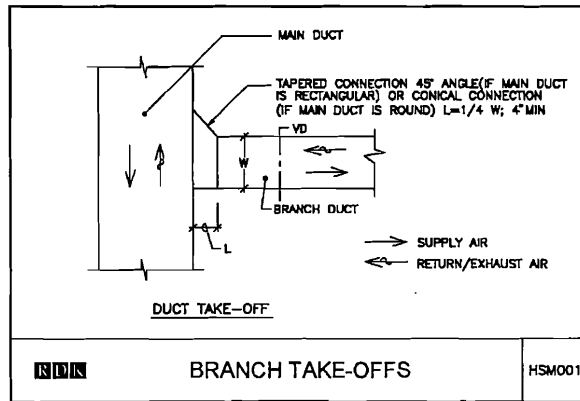 MAIN DUCT
TAPERED CONNECTION 45° ANGLE(IF MAIN DUCT
IS RECTANGULAR) OR CONICAL CONNECTION
(IF MAIN DUCT IS ROUND) L=1/4 W; 4"MIN
VD
W
BRANCH DUCT
L
SUPPLY AIR
RETURN/EXHAUST AIR
DUCT TAKE-OFF
RDK
BRANCH TAKE-OFFS
HSM001